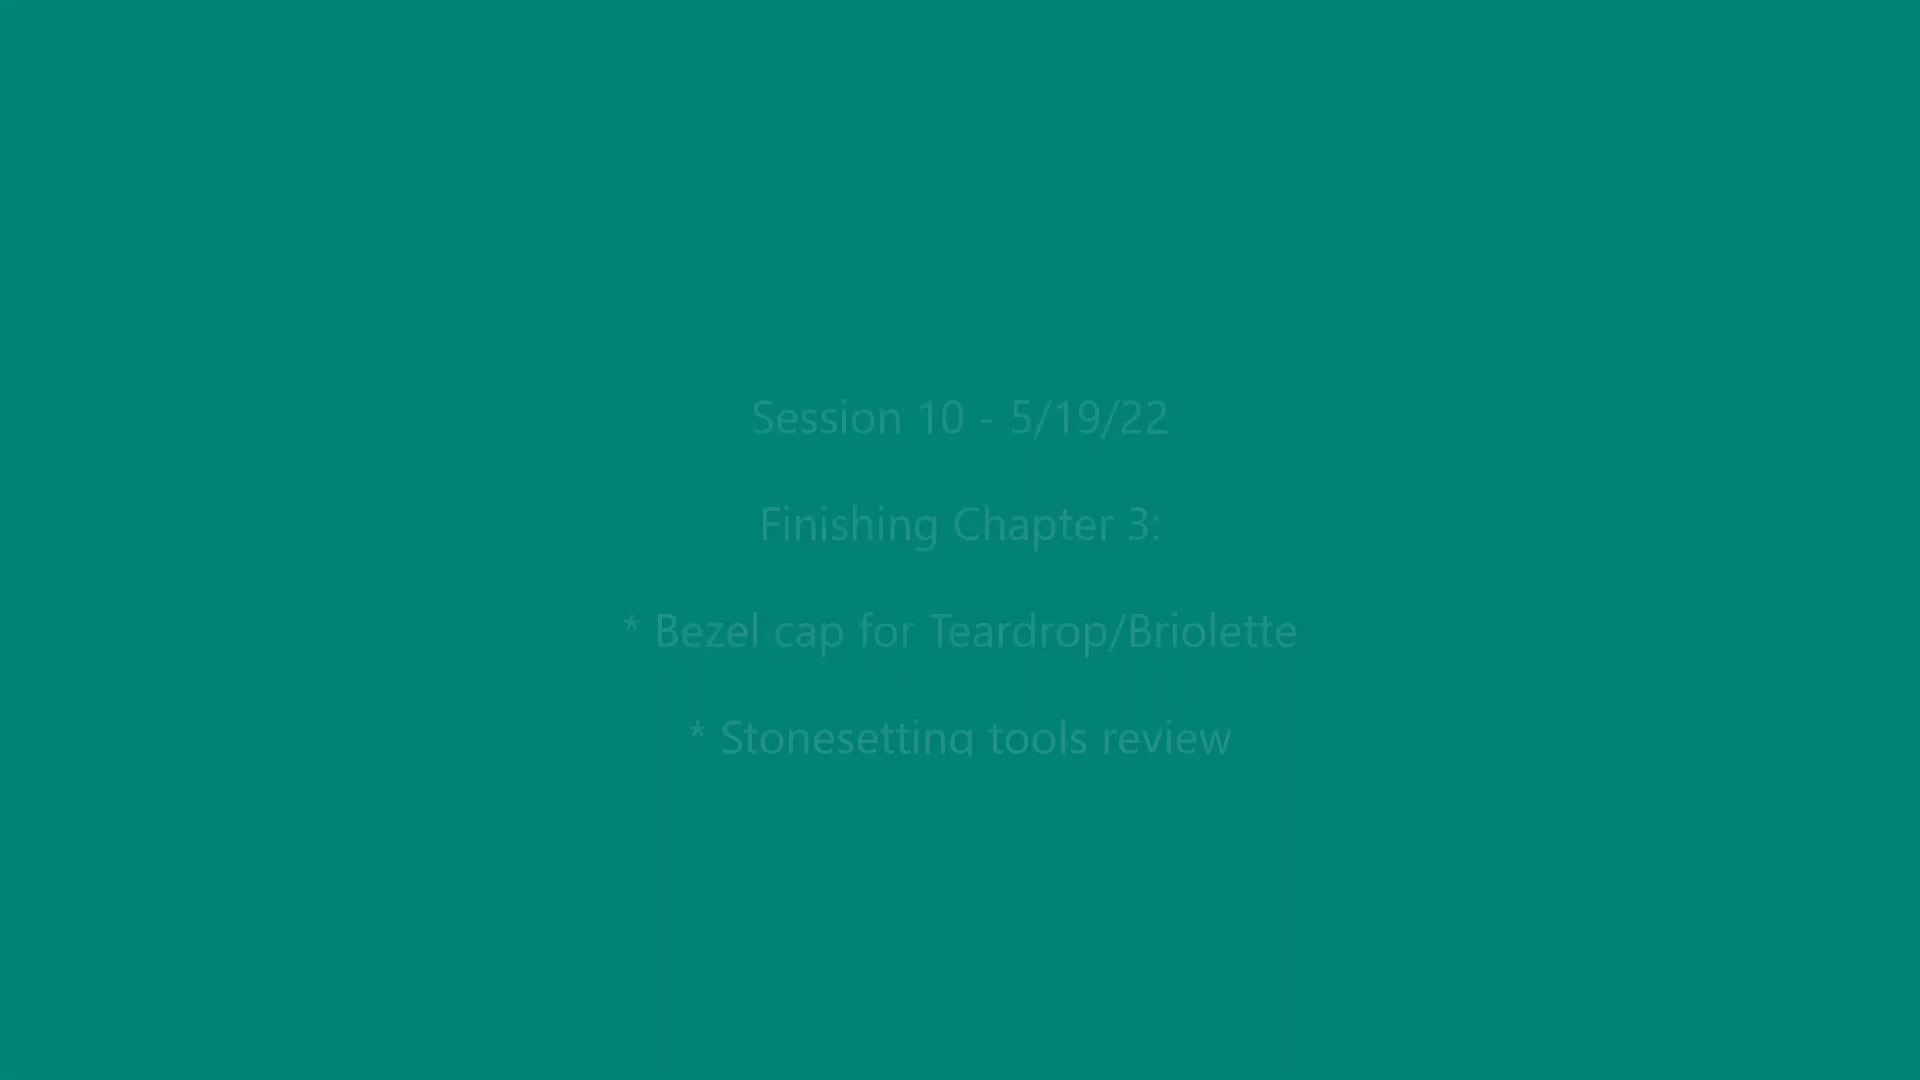 Session 10 - 5/19/22
Finishing Chapter 3:
* Bezel cap for Teardrop/Briolette
* Stonesetting tools review